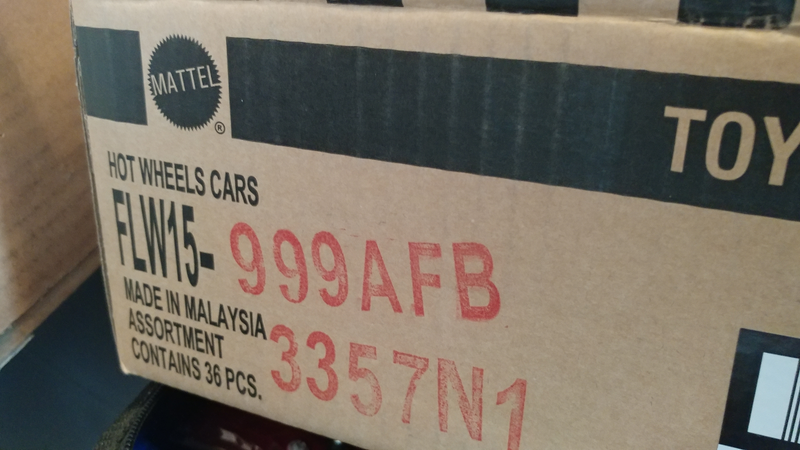 MATTEL
®
TOY
HOT WHEELS CARS
FLW15-999AFB
MADE IN MALAYSIA
ASSORTMENT
CONTAINS 36 PCS.
3357N1